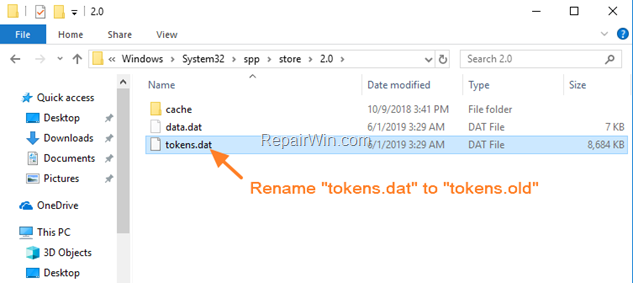 2.0
File Home Share View
« Windows > System32 > spp > store > 2.0 > Search 2.0
Name Date modified Type Size
Quick access
Desktop
Downloads
Documents
Pictures
OneDrive
This PC
3D Objects
Desktop
cache 10/9/2018 3:41 PM File folder
data.dat 6/1/2019 3:29 AM DAT File 7 KB
tokens.dat 6/1/2019 3:29 AM DAT File 8,684 KB
RepairWin.com
Rename "tokens.dat" to "tokens.old"